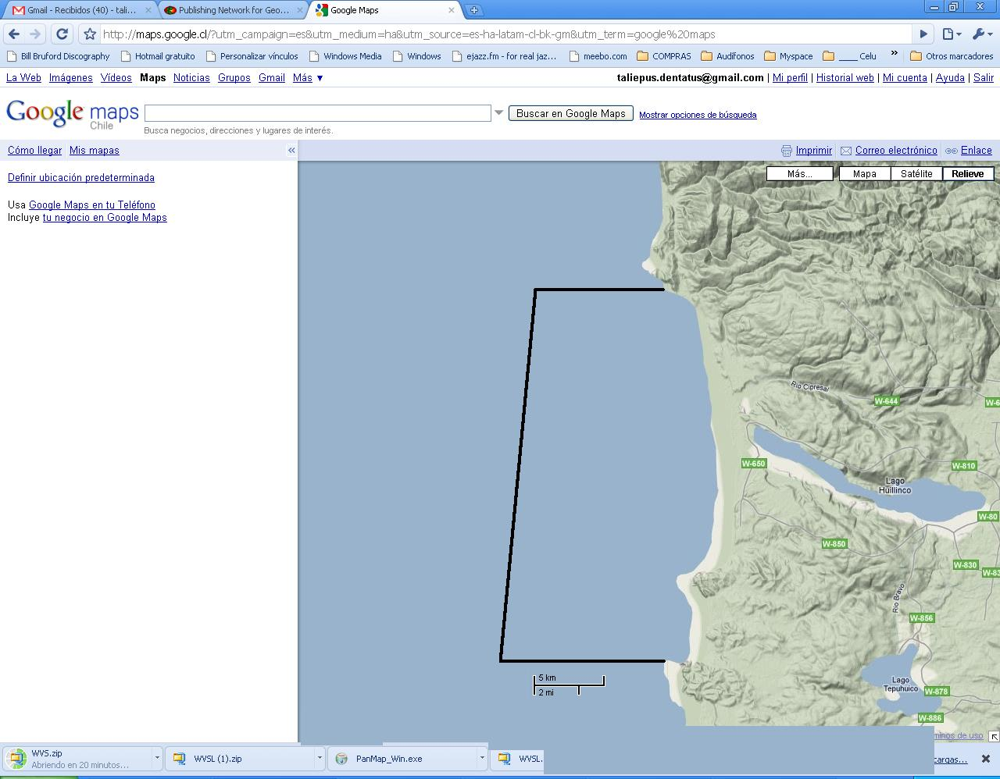 Gmail - Recibidos (40) - tali...
Publishing Network for Geo...
Google Maps
http://maps.google.cl/?utm_campaign=es&utm_medium=ha&utm_source=es-ha-latam-cl-bk-gm&utm_term=google%20maps
Bill Bruford Discography
Hotmail gratuito
Personalizar vínculos
Windows Media
Windows
ejazz.fm - for real jaz...
meebo.com
COMPRAS
Audífonos
Myspace
____ Celu
»
Otros marcadores
La Web Imágenes Vídeos Maps Noticias Grupos Gmail Más ▼
taliepus.dentatus@gmail.com | Mi perfil | Historial web | Mi cuenta | Ayuda | Salir
Google maps
Chile
Buscar en Google Maps
Mostrar opciones de búsqueda
Busca negocios, direcciones y lugares de interés.
Cómo llegar Mis mapas
«
Imprimir
Correo electrónico
Enlace
Definir ubicación predeterminada
Usa Google Maps en tu Teléfono
Incluye tu negocio en Google Maps
Más...
Mapa
Satélite
Relieve
Rio Cipresal
W-644
W-6
W-650
W-810
Lago
Huillinco
W-80
W-850
W-830
W-83
Rio Bravo
W-856
Lago
Tepuhuico
W-878
W-886
5 km
2 mi
minos de uso
WVS.zip
Abriendo en 20 minutos...
WVSL (1).zip
PanMap_Win.exe
WVSL.
cargas...